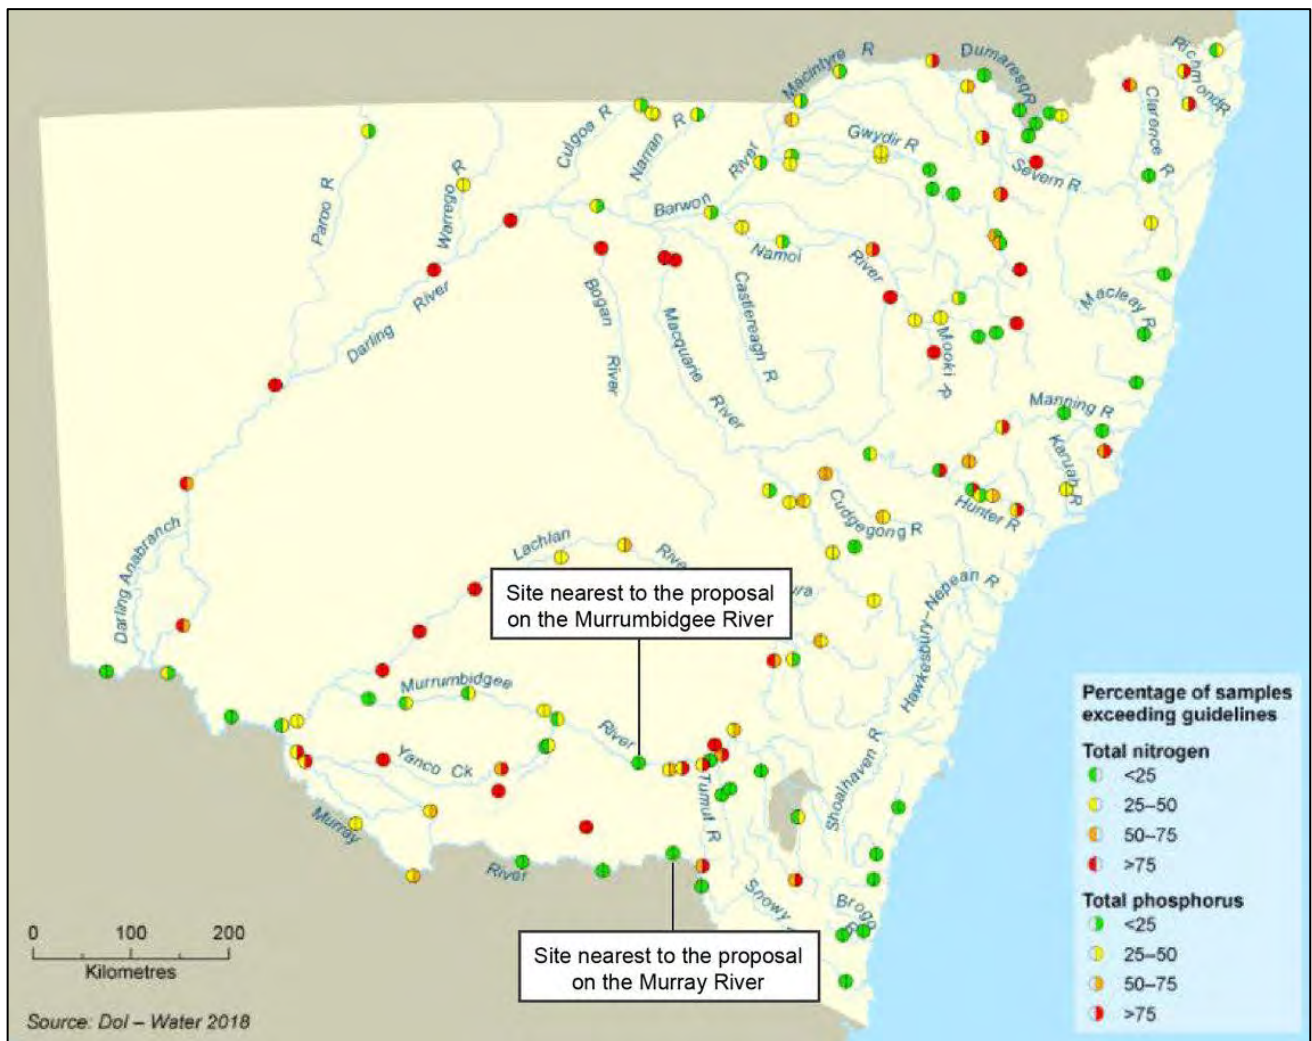 Macintyre R
Dumaresq R
Richmond R
Clarence R
Culgoa R
Narran R
Gwydir R
Severn R
Paroo R
Warrego R
River
Barwon
Namoi
River
Darling River
Bogan River
Macquarie River
Castlereagh R
Mooki R
Macleay R
Manning R
Karuah R
Hunter R
Cudgegong R
Darling Anabranch
Lachlan River
Site nearest to the proposal
on the Murrumbidgee River
Hawkesbury-Nepean R
Murrumbidgee River
Yanco Ck
Tumut R
Shoalhaven R
Murray River
Snowy
Brogo R
Site nearest to the proposal
on the Murray River
Percentage of samples
exceeding guidelines
Total nitrogen
<25
25–50
50–75
>75
Total phosphorus
<25
25–50
50–75
>75
0 100 200
Kilometres
Source: DoI – Water 2018